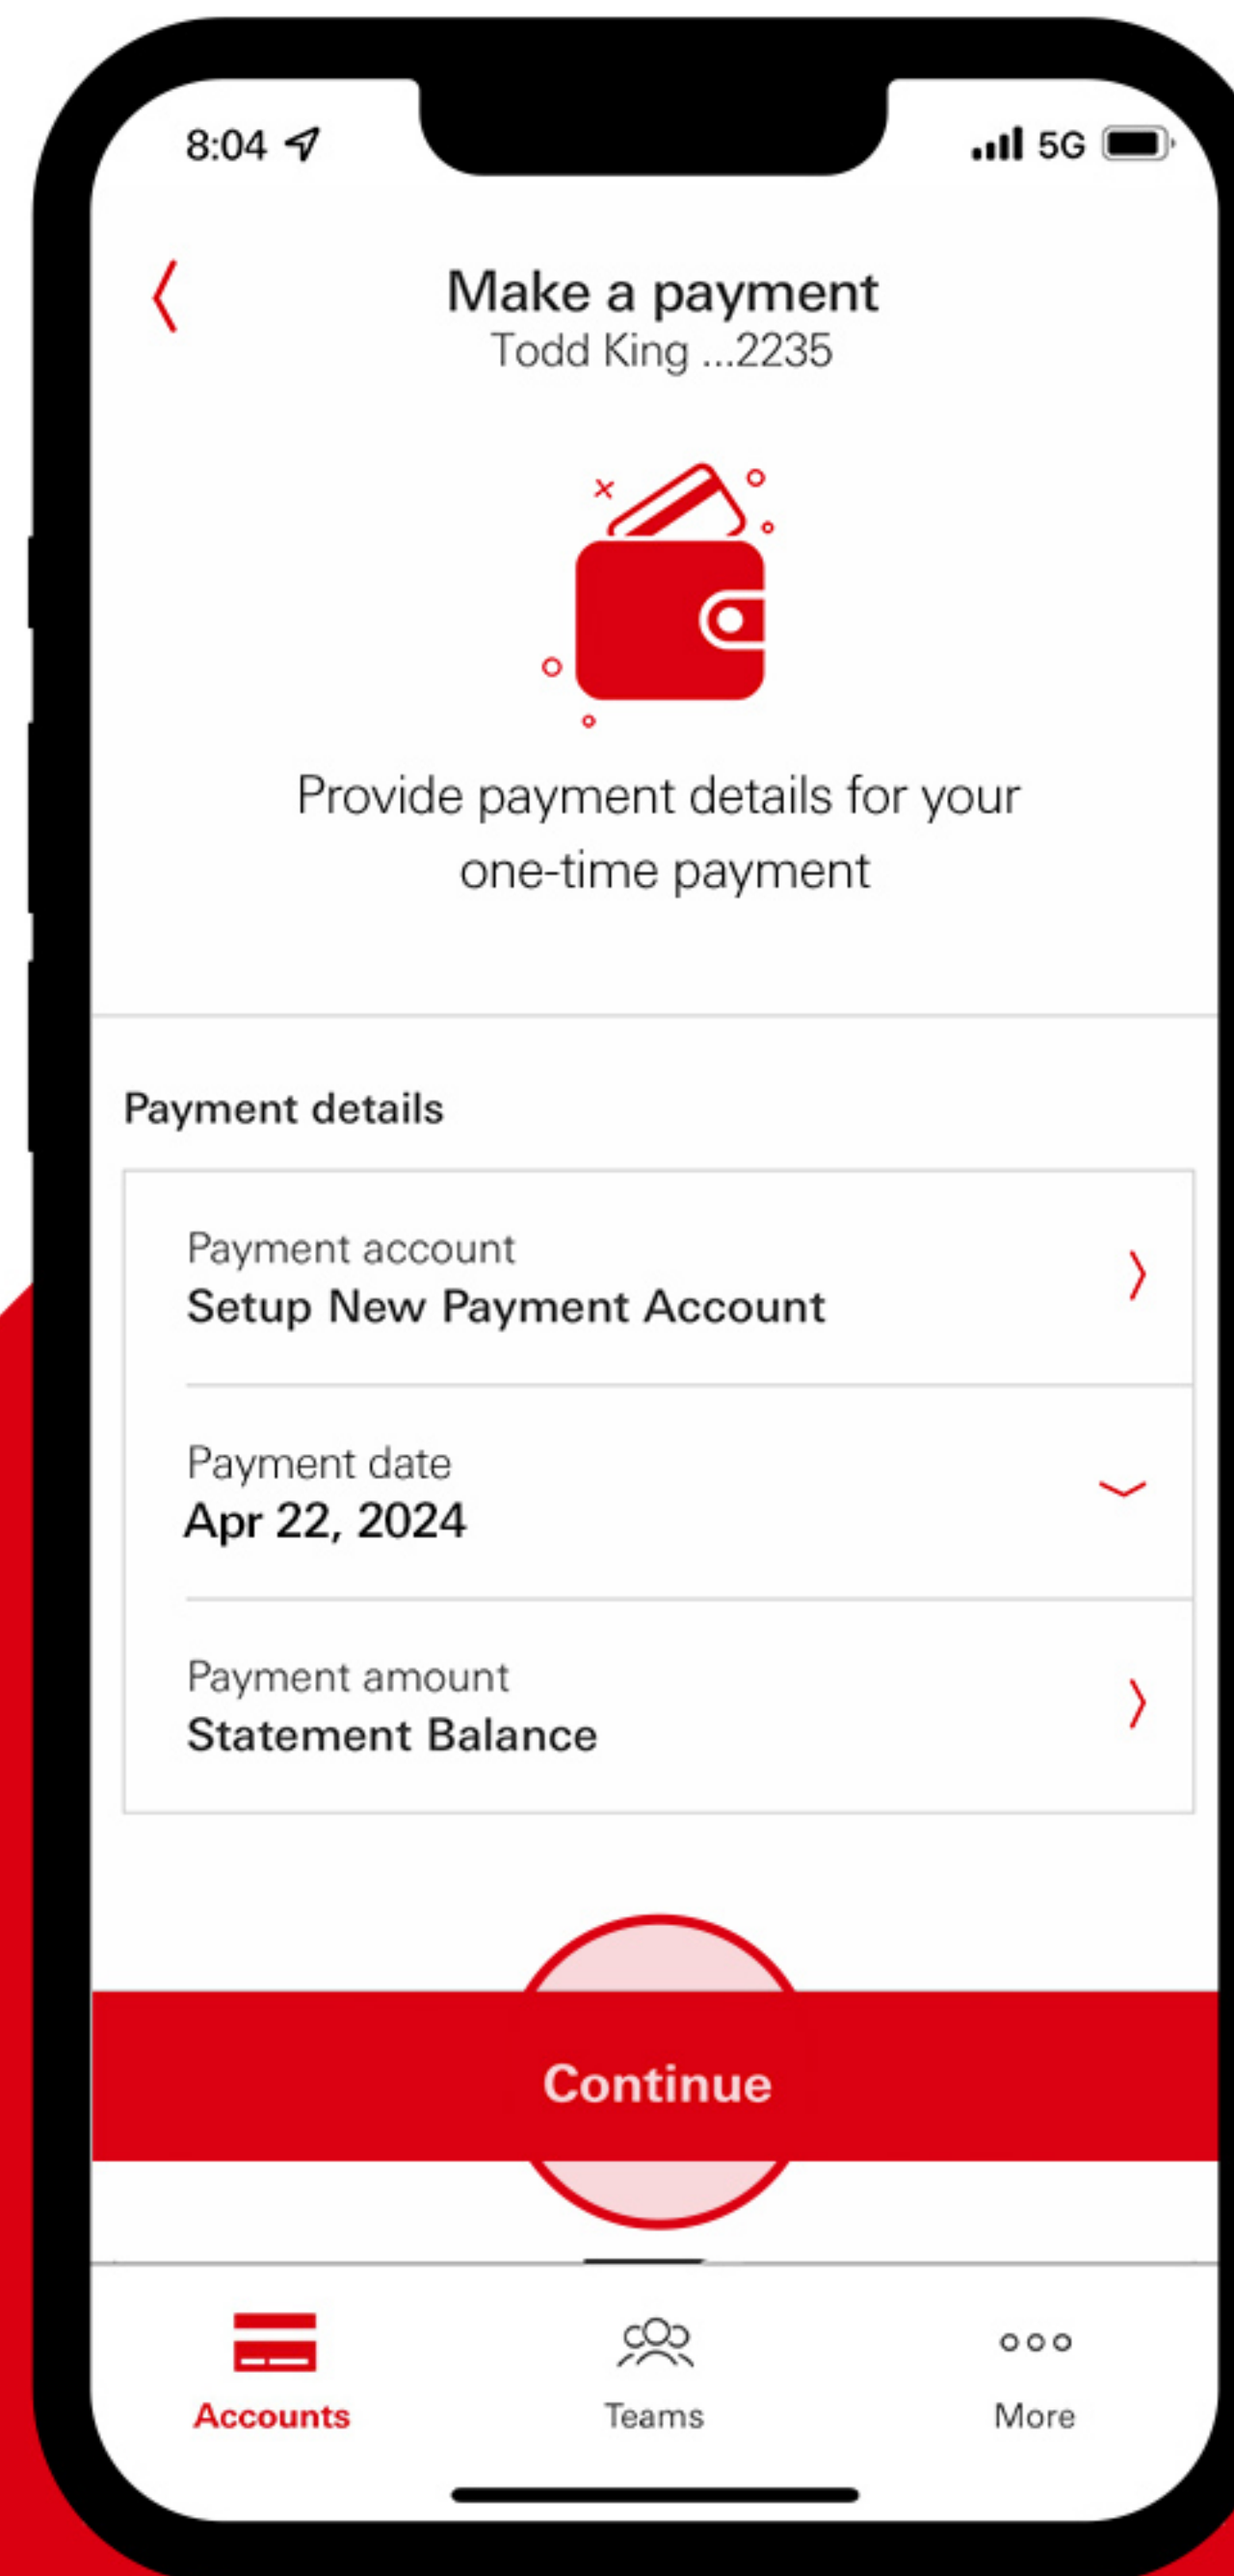 8:04
5G
Make a payment
Todd King ...2235
Provide payment details for your
one-time payment
Payment details
Payment account
Setup New Payment Account
Payment date
Apr 22, 2024
Payment amount
Statement Balance
Continue
Accounts
Teams
More